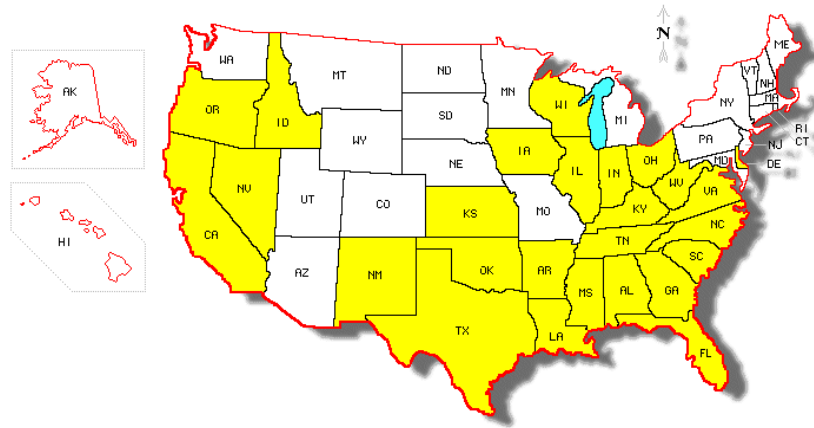 N
ME
WA
VT
NH
MT
ND
MN
AK
MA
NY
WI
MI
OR
ID
SD
RI
WY
PA
CT
NJ
IA
OH
MD
NE
DE
IL
IN
NV
WV
VA
UT
CO
KS
MO
KY
CA
NC
HI
TN
SC
AZ
NM
OK
AR
MS
AL
GA
TX
LA
FL